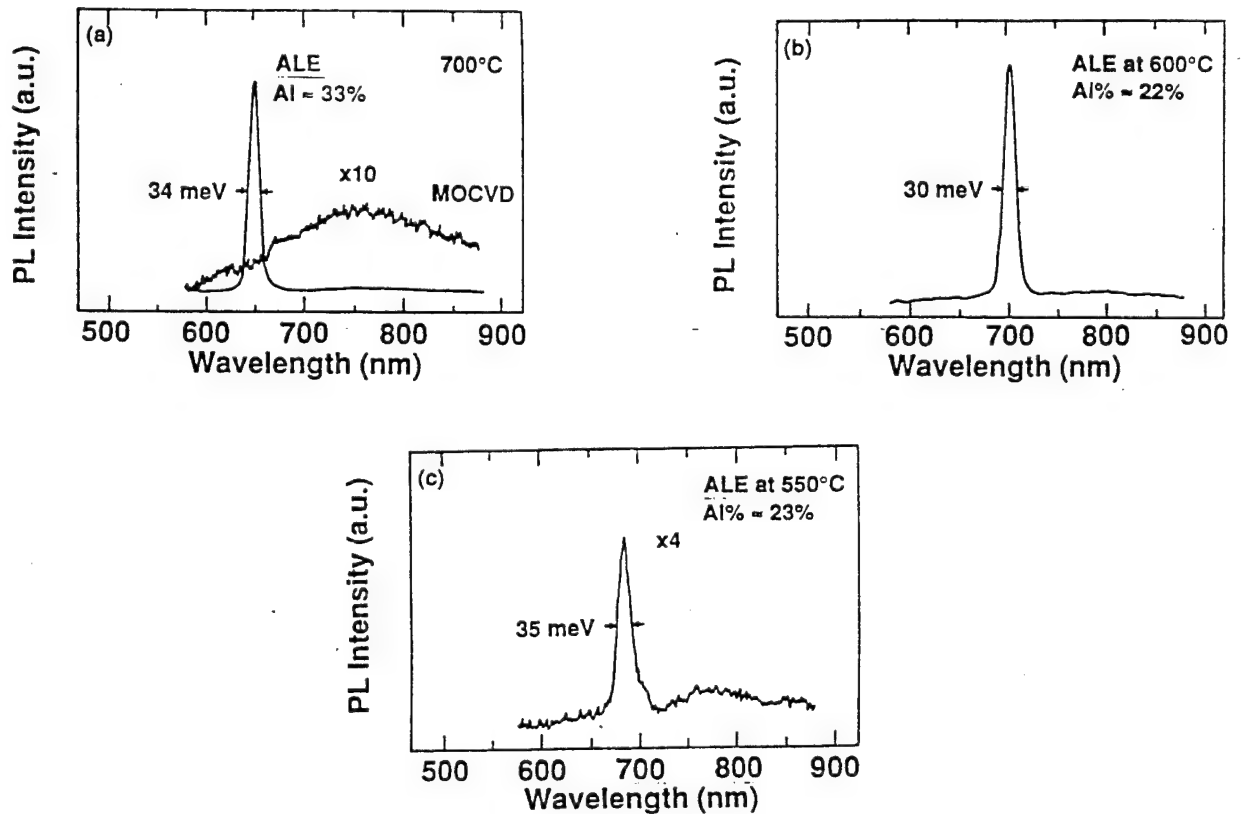 (a)
ALE
Al ≈ 33%
700°C
34 meV
x10
MOCVD
PL Intensity (a.u.)
500 600 700 800 900
Wavelength (nm)
(b)
ALE at 600°C
Al% ≈ 22%
30 meV
PL Intensity (a.u.)
500 600 700 800 900
Wavelength (nm)
(c)
ALE at 550°C
Al% ≈ 23%
x4
35 meV
PL Intensity (a.u.)
500 600 700 800 900
Wavelength (nm)